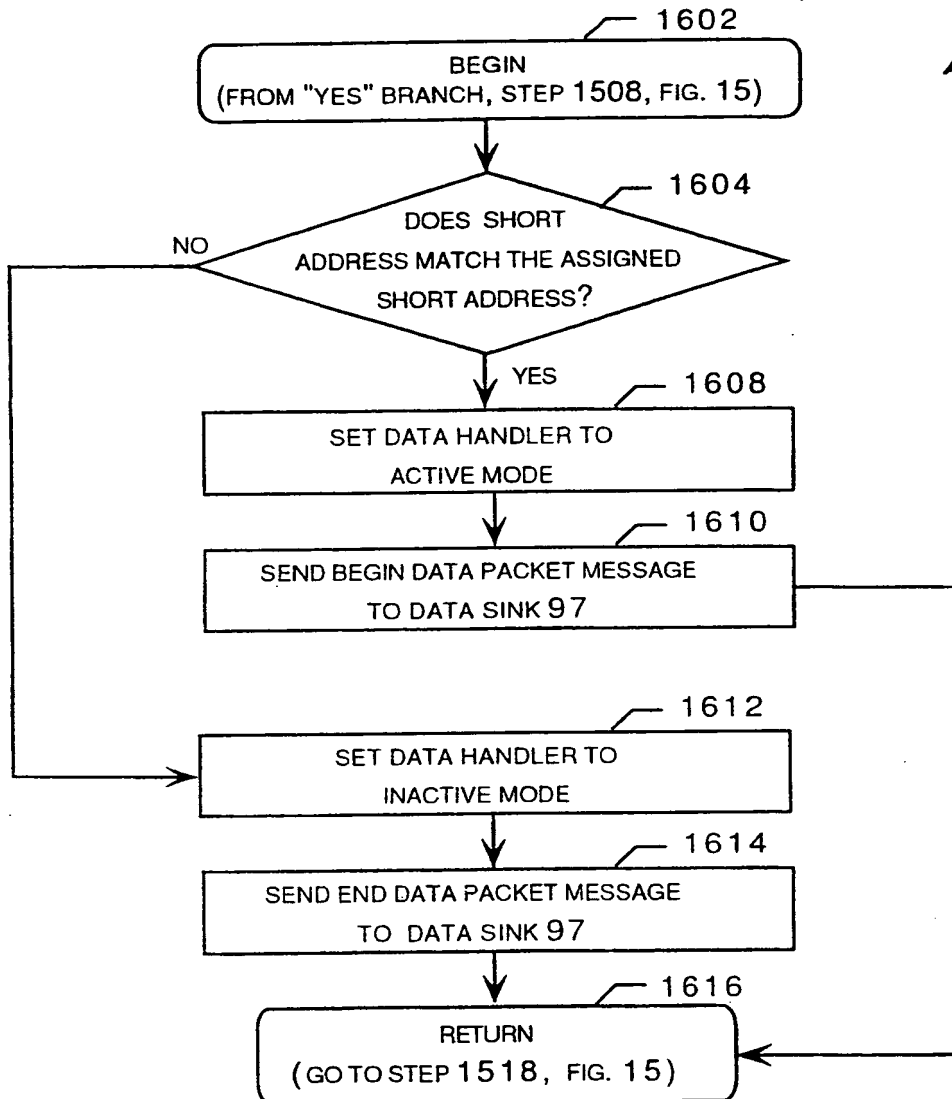 1602
BEGIN
(FROM "YES" BRANCH, STEP 1508, FIG. 15)
1604
DOES SHORT
ADDRESS MATCH THE ASSIGNED
SHORT ADDRESS?
NO
YES
1608
SET DATA HANDLER TO
ACTIVE MODE
1610
SEND BEGIN DATA PACKET MESSAGE
TO DATA SINK 97
1612
SET DATA HANDLER TO
INACTIVE MODE
1614
SEND END DATA PACKET MESSAGE
TO DATA SINK 97
1616
RETURN
(GO TO STEP 1518, FIG. 15)